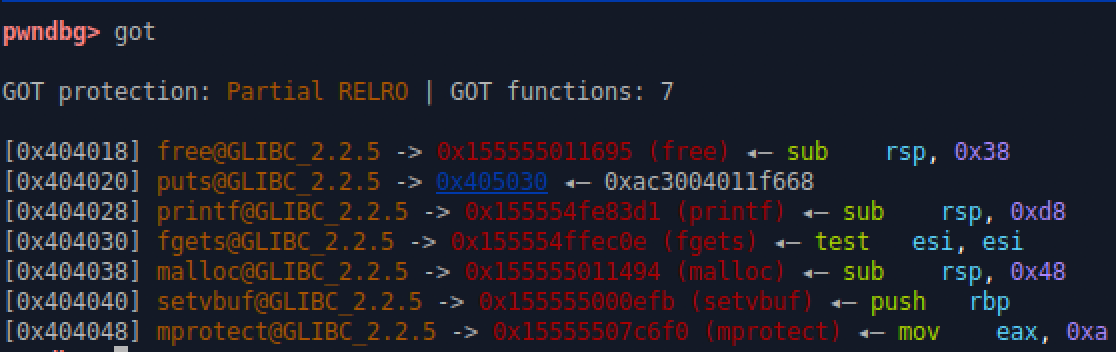 pwndbg> got
GOT protection: Partial RELRO | GOT functions: 7
[0x404018] free@GLIBC_2.2.5 -> 0x155555011695 (free) ◂— sub rsp, 0x38
[0x404020] puts@GLIBC_2.2.5 -> 0x405030 ◂— 0xac3004011f668
[0x404028] printf@GLIBC_2.2.5 -> 0x155554fe83d1 (printf) ◂— sub rsp, 0xd8
[0x404030] fgets@GLIBC_2.2.5 -> 0x155554ffec0e (fgets) ◂— test esi, esi
[0x404038] malloc@GLIBC_2.2.5 -> 0x155555011494 (malloc) ◂— sub rsp, 0x48
[0x404040] setvbuf@GLIBC_2.2.5 -> 0x155555000efb (setvbuf) ◂— push rbp
[0x404048] mprotect@GLIBC_2.2.5 -> 0x15555507c6f0 (mprotect) ◂— mov eax, 0xa